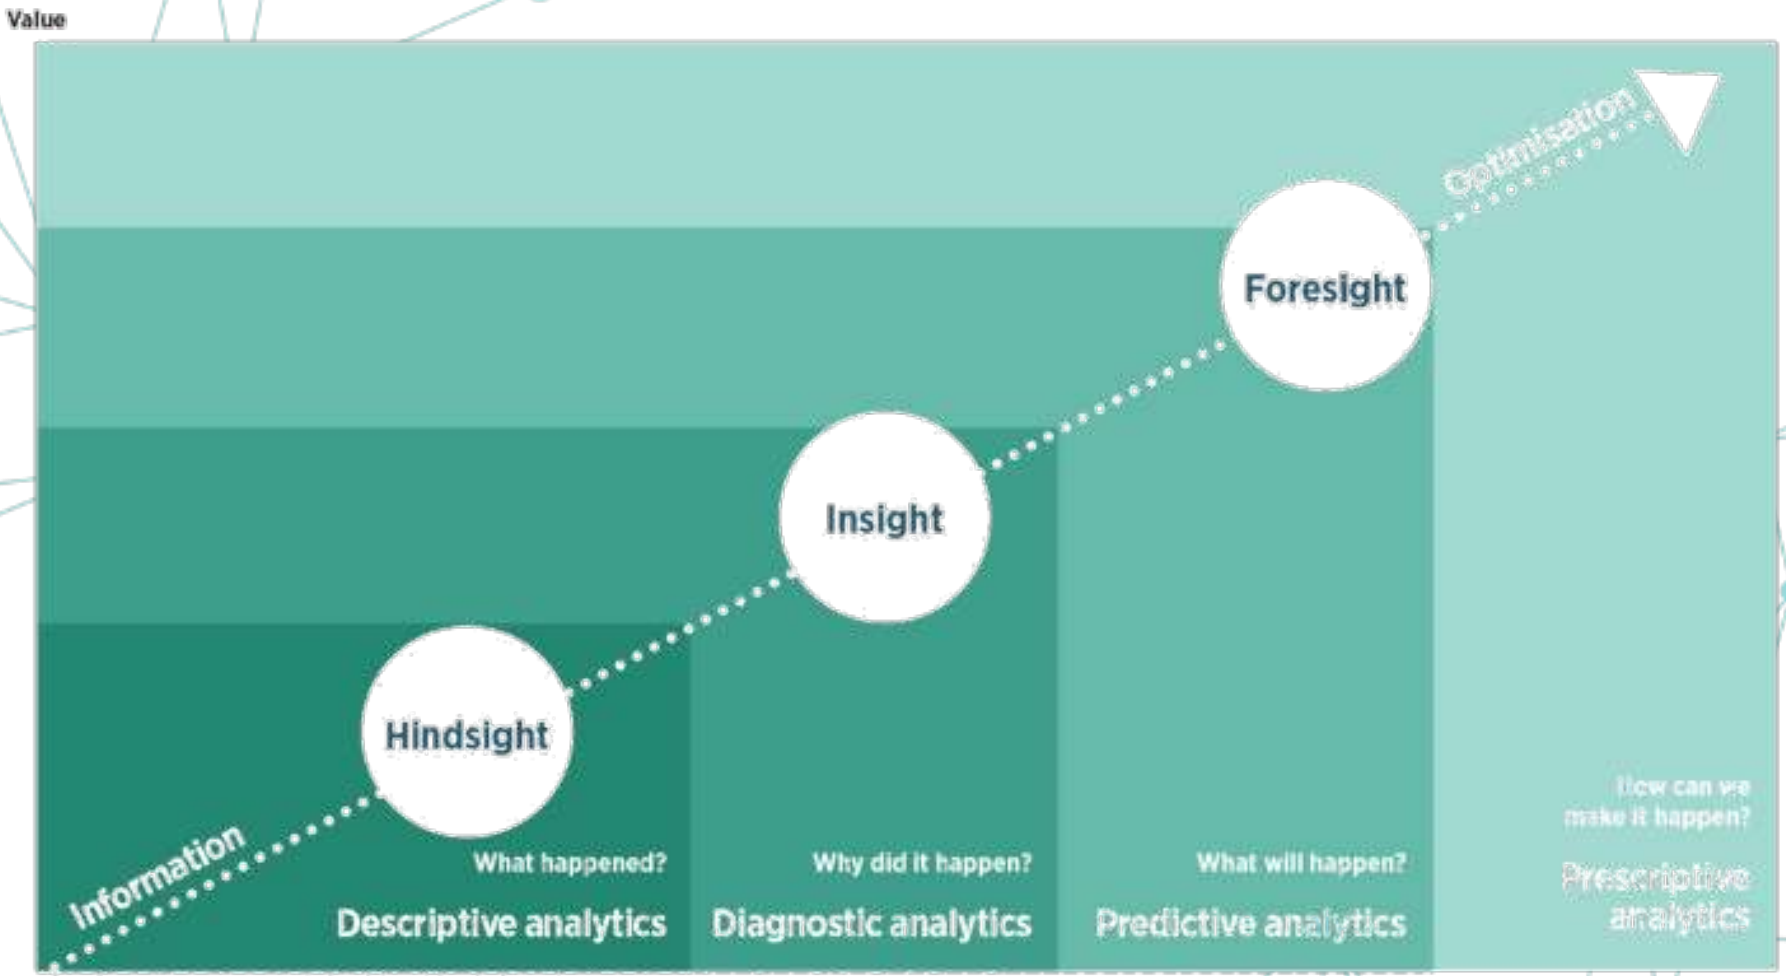 Value
Optimisation
Foresight
Insight
Hindsight
Information
What happened?
Descriptive analytics
Why did it happen?
Diagnostic analytics
What will happen?
Predictive analytics
How can we
make it happen?
Prescriptive
analytics